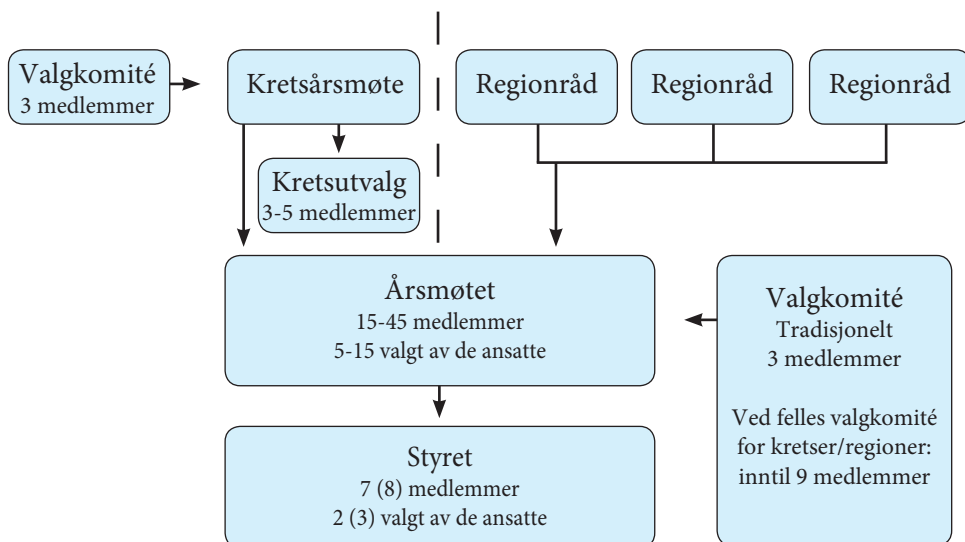 Valgkomité
3 medlemmer
Kretsårsmøte
Regionråd
Regionråd
Regionråd
Kretsutvalg
3-5 medlemmer
Årsmøtet
15-45 medlemmer
5-15 valgt av de ansatte
Valgkomité
Tradisjonelt
3 medlemmer
Ved felles valgkomité
for kretser/regioner:
inntil 9 medlemmer
Styret
7 (8) medlemmer
2 (3) valgt av de ansatte